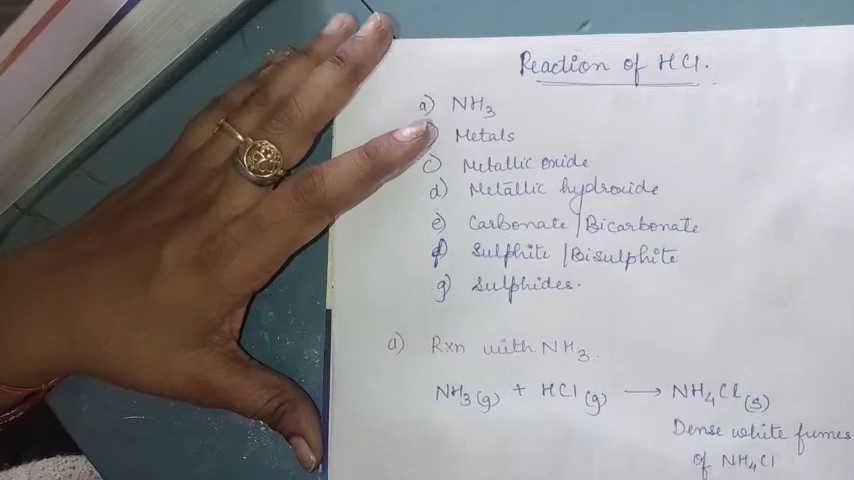 Reaction of HCl.
a) NH3
b) Metals
c) Metallic oxide
d) Metallic hydroxide
e) Carbonate/Bicarbonate
f) Sulphite/Bisulphite
g) Sulphides.
a) Rxn with NH3.
NH3(g) + HCl(g) → NH4Cl(s)
Dense white fumes
of NH4Cl